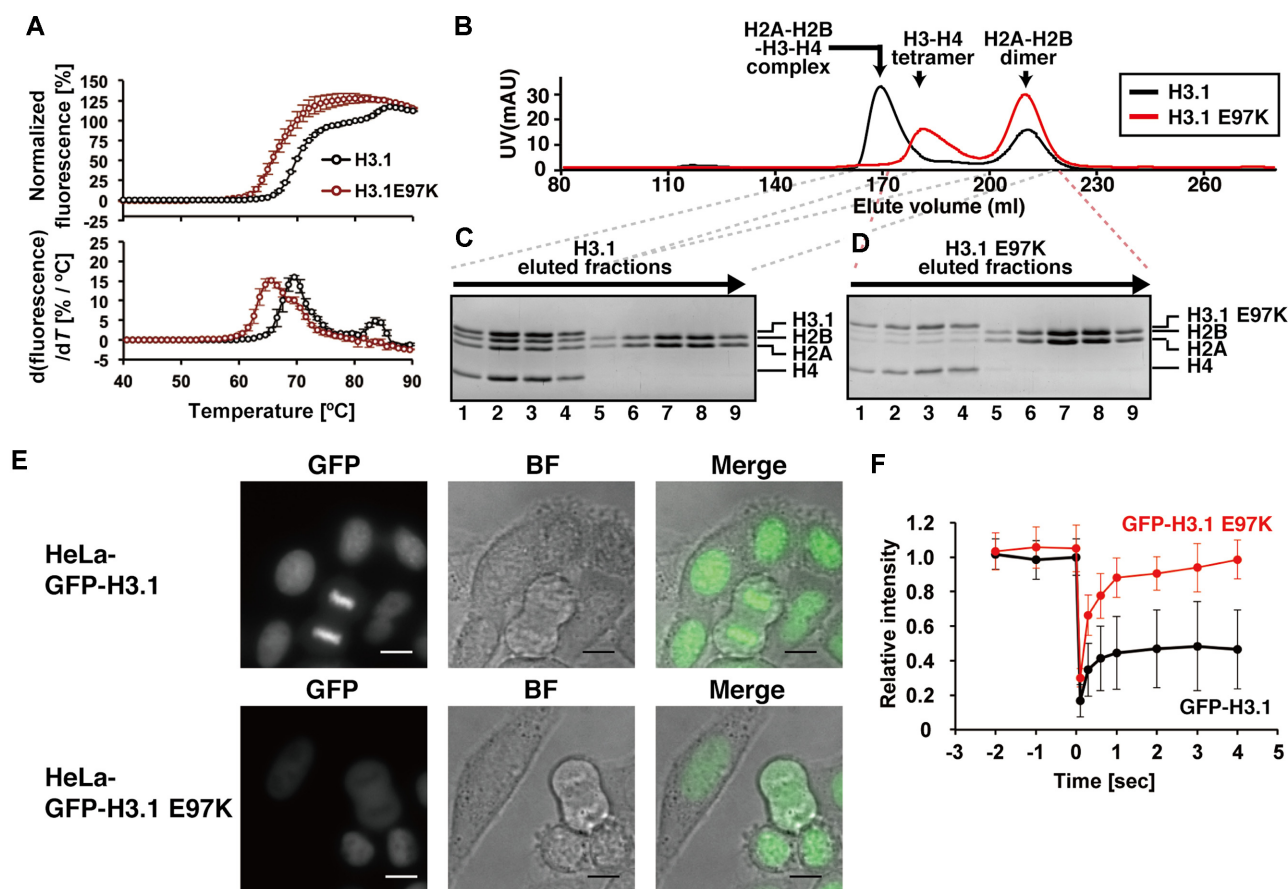 A
Normalized
fluorescence [%]
150
125
100
75
50
25
0
-25
H3.1
H3.1E97K
d(fluorescence)
/dT [% / ºC]
25
20
15
10
5
0
-5
40 50 60 70 80 90
Temperature [ºC]
B
H2A-H2B
-H3-H4
complex
H3-H4
tetramer
H2A-H2B
dimer
H3.1
H3.1 E97K
UV(mAU)
30
20
10
0
80 110 140 170 200 230 260
Elute volume (ml)
C
H3.1
eluted fractions
H3.1
H2B
H2A
H4
1 2 3 4 5 6 7 8 9
D
H3.1 E97K
eluted fractions
H3.1 E97K
H2B
H2A
H4
1 2 3 4 5 6 7 8 9
E
GFP BF Merge
HeLa-
GFP-H3.1
GFP BF Merge
HeLa-
GFP-H3.1 E97K
F
GFP-H3.1 E97K
Relative intensity
1.2
1.0
0.8
0.6
0.4
0.2
0
GFP-H3.1
-3 -2 -1 0 1 2 3 4 5
Time [sec]